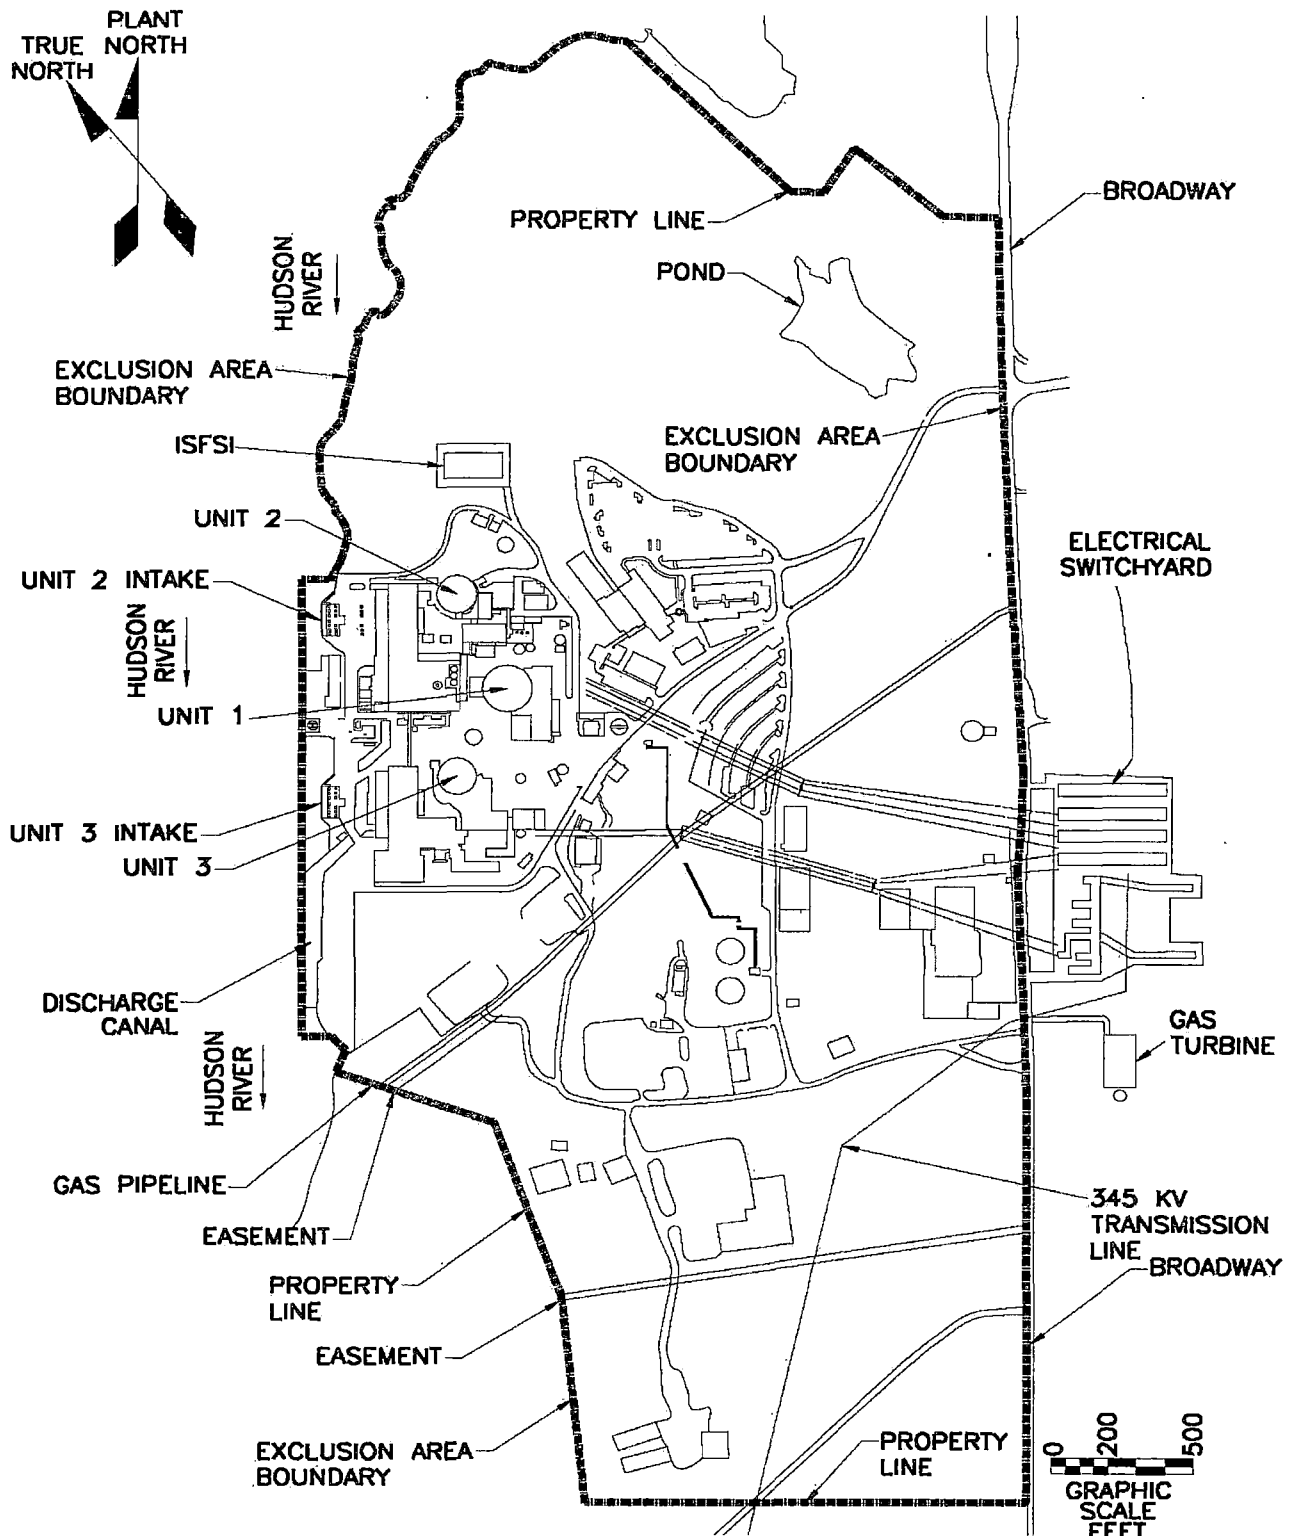 PLANT
NORTH
TRUE
NORTH
BROADWAY
PROPERTY LINE
HUDSON
RIVER
POND
EXCLUSION AREA
BOUNDARY
EXCLUSION AREA
BOUNDARY
ISFSI
UNIT 2
ELECTRICAL
SWITCHYARD
UNIT 2 INTAKE
HUDSON
RIVER
UNIT 1
UNIT 3 INTAKE
UNIT 3
DISCHARGE
CANAL
GAS
TURBINE
HUDSON
RIVER
GAS PIPELINE
EASEMENT
345 KV
TRANSMISSION
LINE
BROADWAY
PROPERTY
LINE
EASEMENT
EXCLUSION AREA
BOUNDARY
PROPERTY
LINE
0 200 500
GRAPHIC
SCALE
FEET